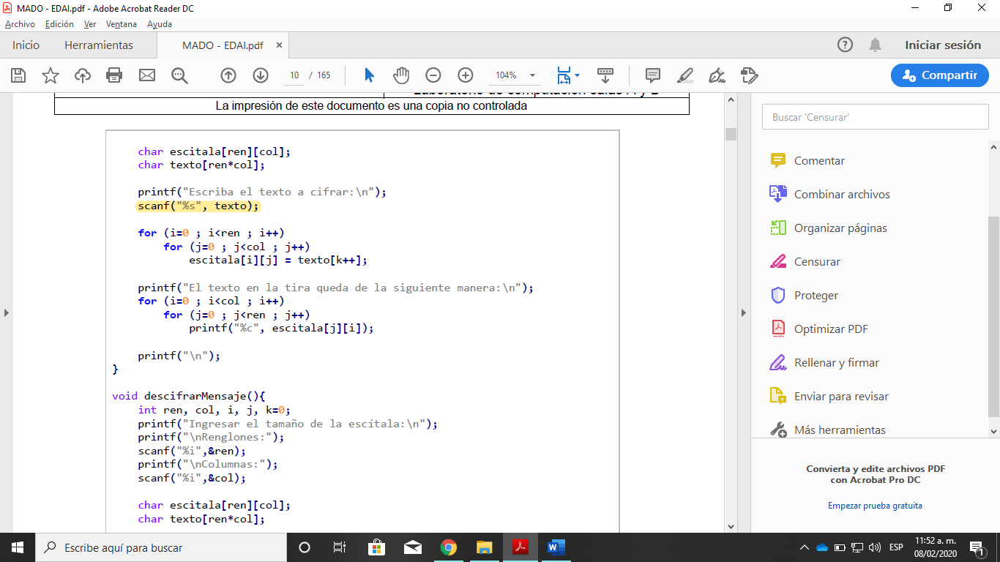 MADO - EDAI.pdf - Adobe Acrobat Reader DC
Archivo Edición Ver Ventana Ayuda
Inicio Herramientas MADO - EDAI.pdf × Iniciar sesión
10 / 165 104% Compartir
Laboratorio de computación salas A y B
La impresión de este documento es una copia no controlada
char escitala[ren][col];
char texto[ren*col];
printf("Escriba el texto a cifrar:\n");
scanf("%s", texto);
for (i=0 ; i<ren ; i++)
for (j=0 ; j<col ; j++)
escitala[i][j] = texto[k++];
printf("El texto en la tira queda de la siguiente manera:\n");
for (i=0 ; i<col ; i++)
for (j=0 ; j<ren ; j++)
printf("%c", escitala[j][i]);
printf("\n");
}
void descifrarMensaje(){
int ren, col, i, j, k=0;
printf("Ingresar el tamaño de la escítala:\n");
printf("\nRenglones:");
scanf("%i",&ren);
printf("\nColumnas:");
scanf("%i",&col);
char escitala[ren][col];
char texto[ren*col];
Buscar 'Censurar'
Comentar
Combinar archivos
Organizar páginas
Censurar
Proteger
Optimizar PDF
Rellenar y firmar
Enviar para revisar
Más herramientas
Convierta y edite archivos PDF
con Acrobat Pro DC
Empezar prueba gratuita
Escribe aquí para buscar
ESP
11:52 a. m.
08/02/2020
1